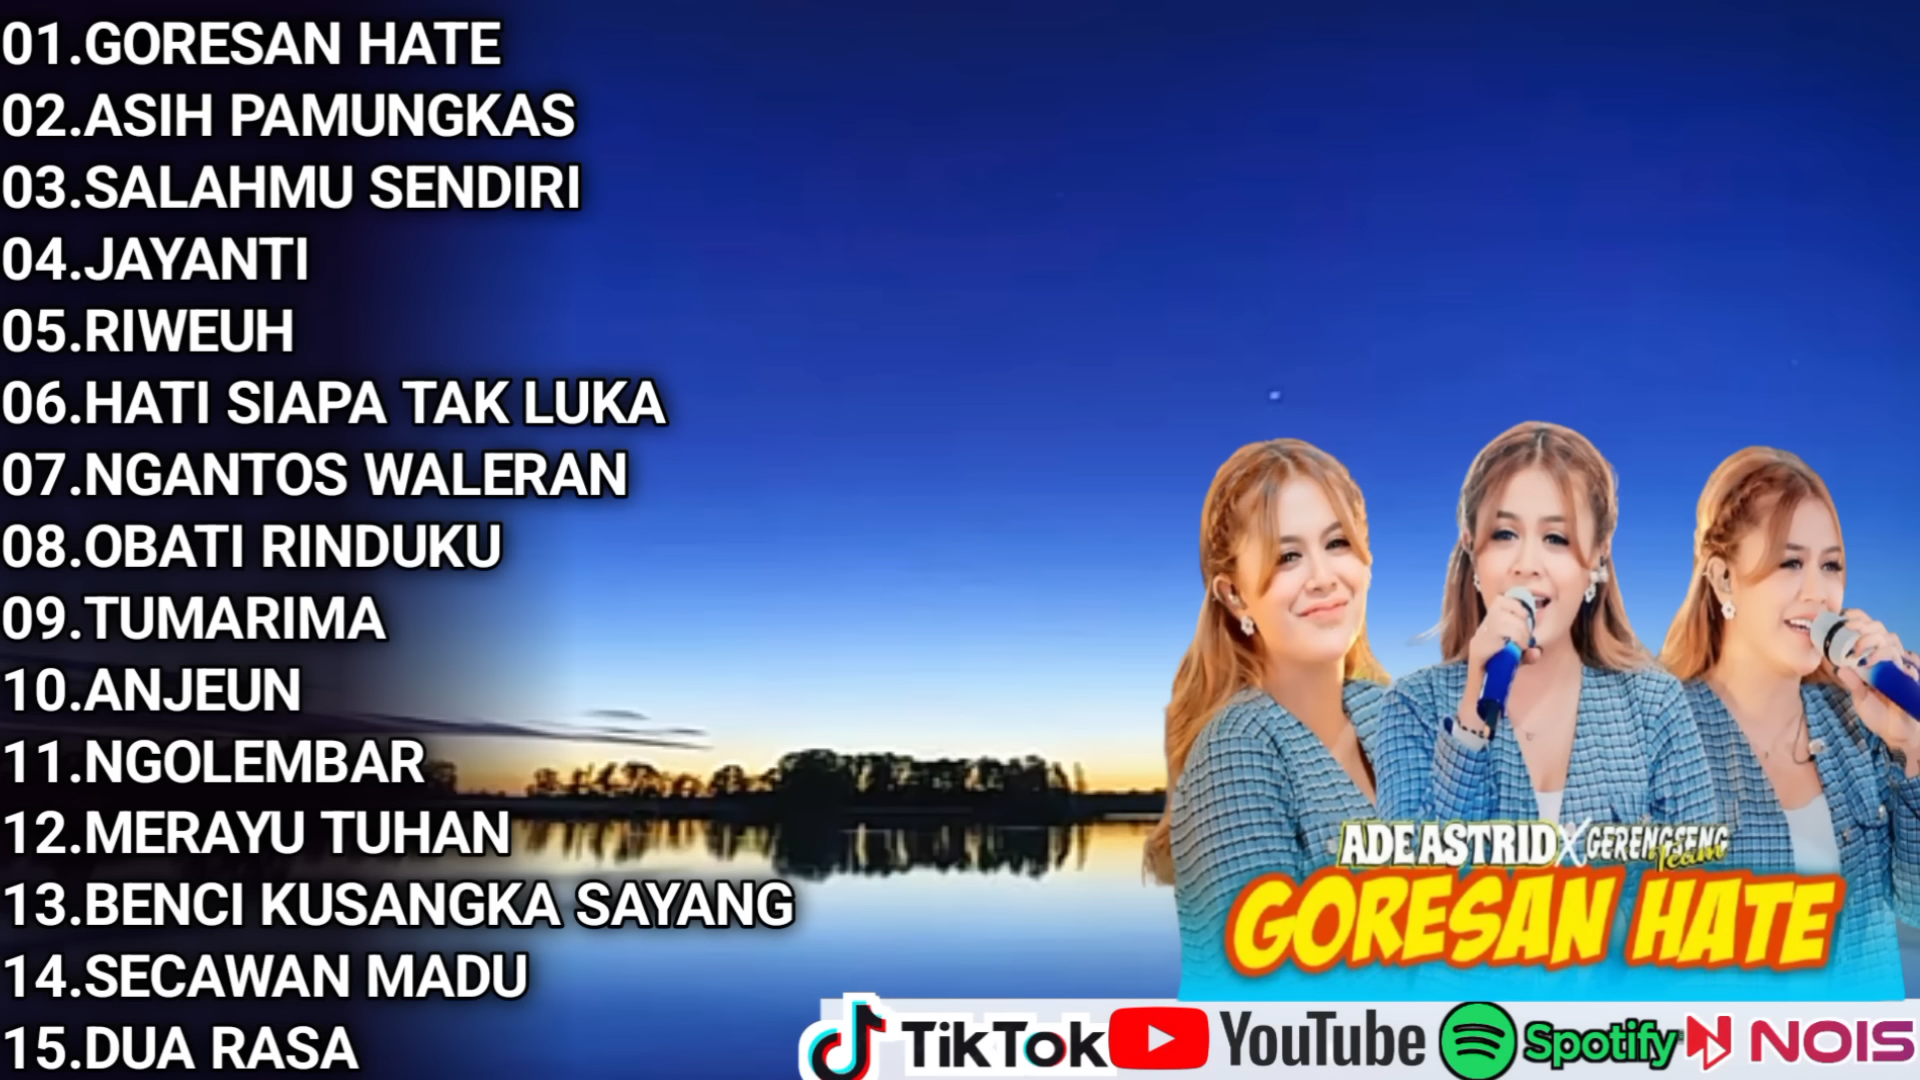 01.GORESAN HATE
02.ASIH PAMUNGKAS
03.SALAHMU SENDIRI
04.JAYANTI
05.RIWEUH
06.HATI SIAPA TAK LUKA
07.NGANTOS WALERAN
08.OBATI RINDUKU
09.TUMARIMA
10.ANJEUN
11.NGOLEMBAR
12.MERAYU TUHAN
13.BENCI KUSANGKA SAYANG
14.SECAWAN MADU
15.DUA RASA
ADE ASTRID X GERENGSENG Team
GORESAN HATE
TikTok YouTube Spotify NOIS